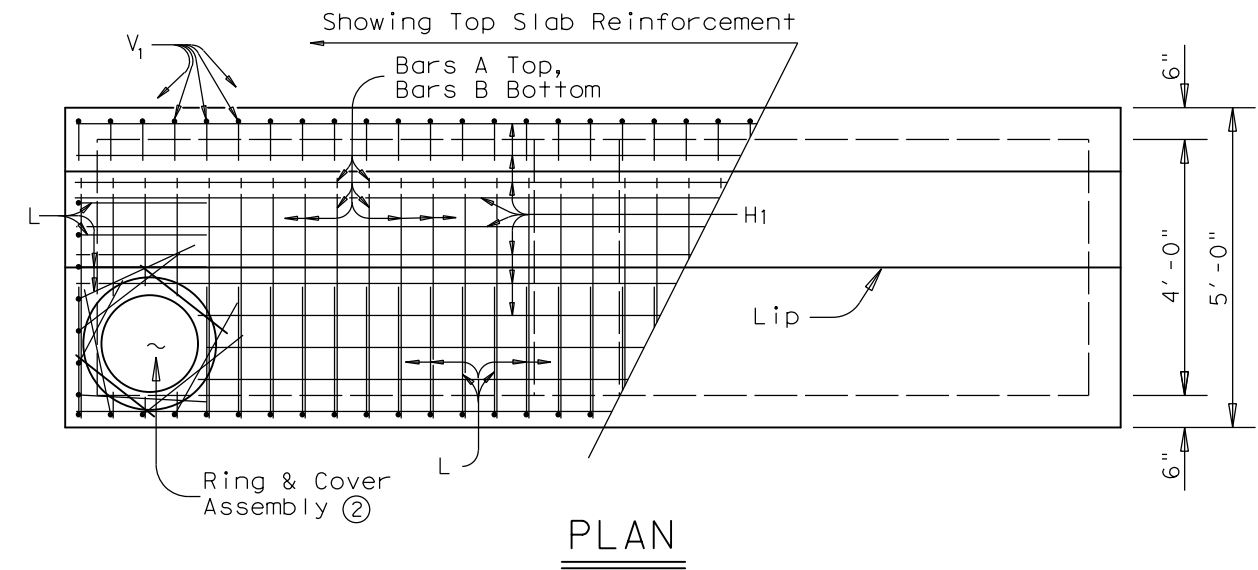 Showing Top Slab Reinforcement
V1
Bars A Top,
Bars B Bottom
6"
L
H1
4'-0"
5'-0"
Lip
L
6"
Ring & Cover
Assembly ②
PLAN